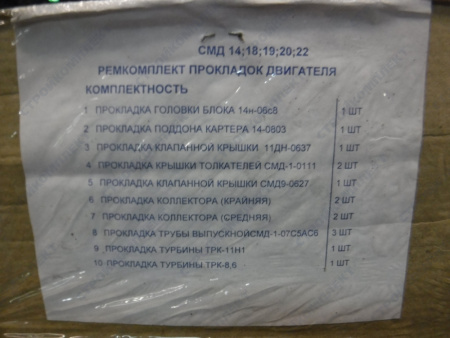 СМД 14;18;19;20;22
РЕМКОМПЛЕКТ ПРОКЛАДОК ДВИГАТЕЛЯ
КОМПЛЕКТНОСТЬ
1 ПРОКЛАДКА ГОЛОВКИ БЛОКА 14н-06с8 1 ШТ
2 ПРОКЛАДКА ПОДДОНА КАРТЕРА 14-0803 1 ШТ
3 ПРОКЛАДКА КЛАПАННОЙ КРЫШКИ 11ДН-0637 1 ШТ
4 ПРОКЛАДКА КРЫШКИ ТОЛКАТЕЛЕЙ СМД-1-0111 2 ШТ
5 ПРОКЛАДКА КЛАПАННОЙ КРЫШКИ СМД9-0627 1 ШТ
6 ПРОКЛАДКА КОЛЛЕКТОРА (КРАЙНЯЯ) 2 ШТ
7 ПРОКЛАДКА КОЛЛЕКТОРА (СРЕДНЯЯ) 2 ШТ
8 ПРОКЛАДКА ТРУБЫ ВЫПУСКНОЙСМД-1-07С5АС6 3 ШТ
9 ПРОКЛАДКА ТУРБИНЫ ТРК-11Н1 1 ШТ
10 ПРОКЛАДКА ТУРБИНЫ ТРК-8,6 1 ШТ